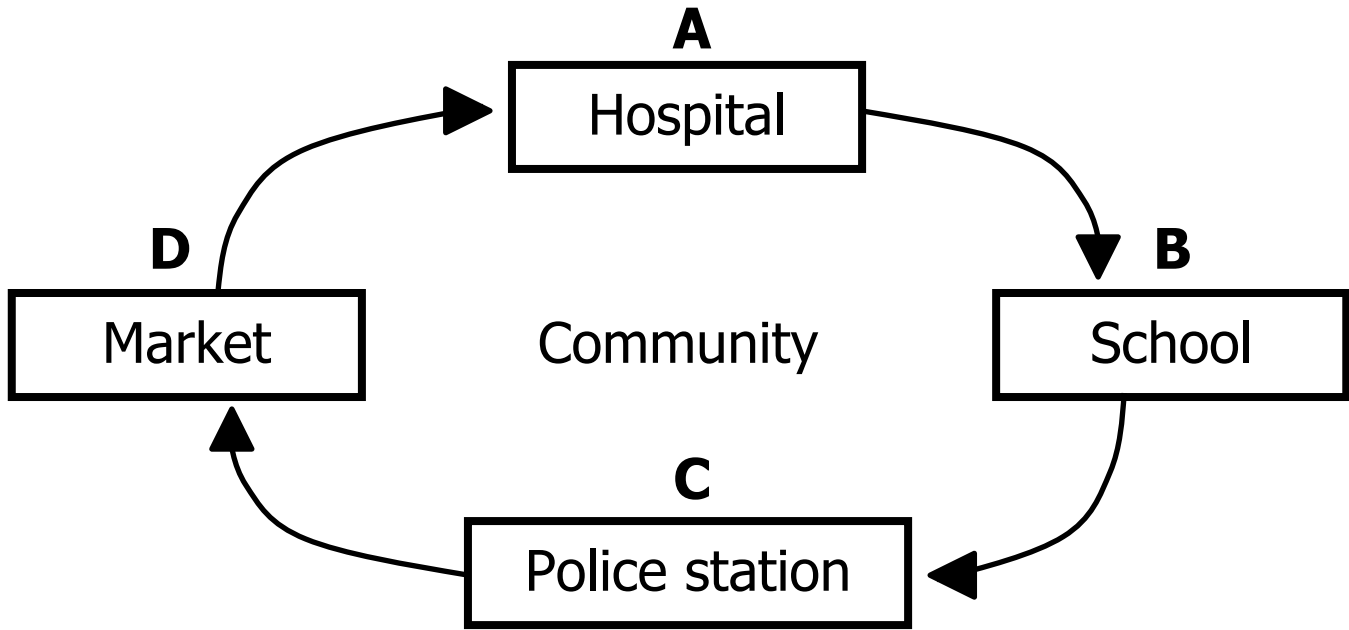 A
Hospital
D
B
Market
Community
School
C
Police station